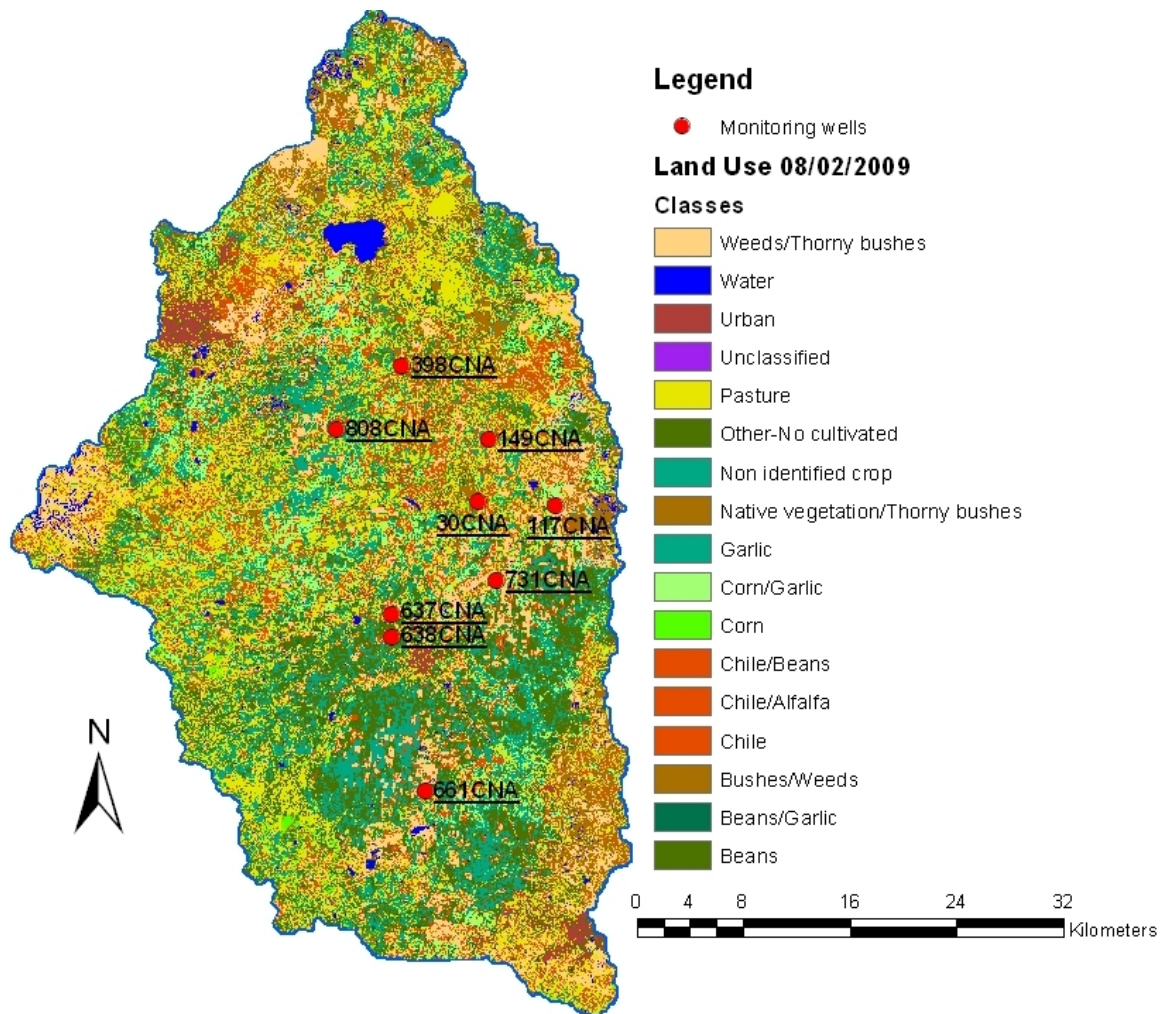 Legend
Monitoring wells
Land Use 08/02/2009
Classes
Weeds/Thorny bushes
Water
Urban
Unclassified
Pasture
Other-No cultivated
Non identified crop
Native vegetation/Thorny bushes
Garlic
Corn/Garlic
Corn
Chile/Beans
Chile/Alfalfa
Chile
Bushes/Weeds
Beans/Garlic
Beans
398CNA
808CNA
149CNA
30CNA
117CNA
731CNA
637CNA
638CNA
661CNA
N
0 4 8 16 24 32
Kilometers